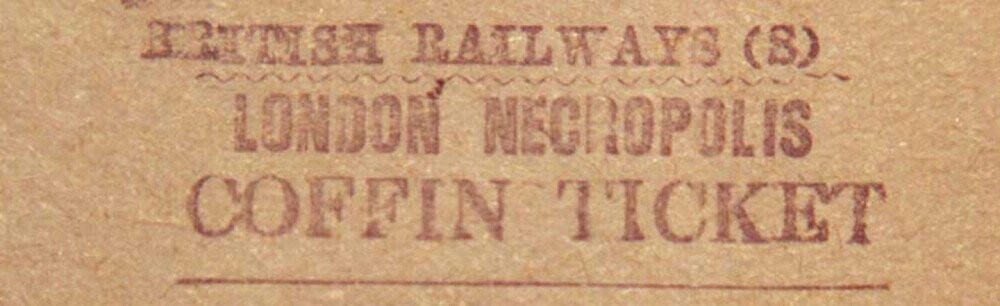 BRITISH RAILWAYS (S)
LONDON NECROPOLIS
COFFIN TICKET